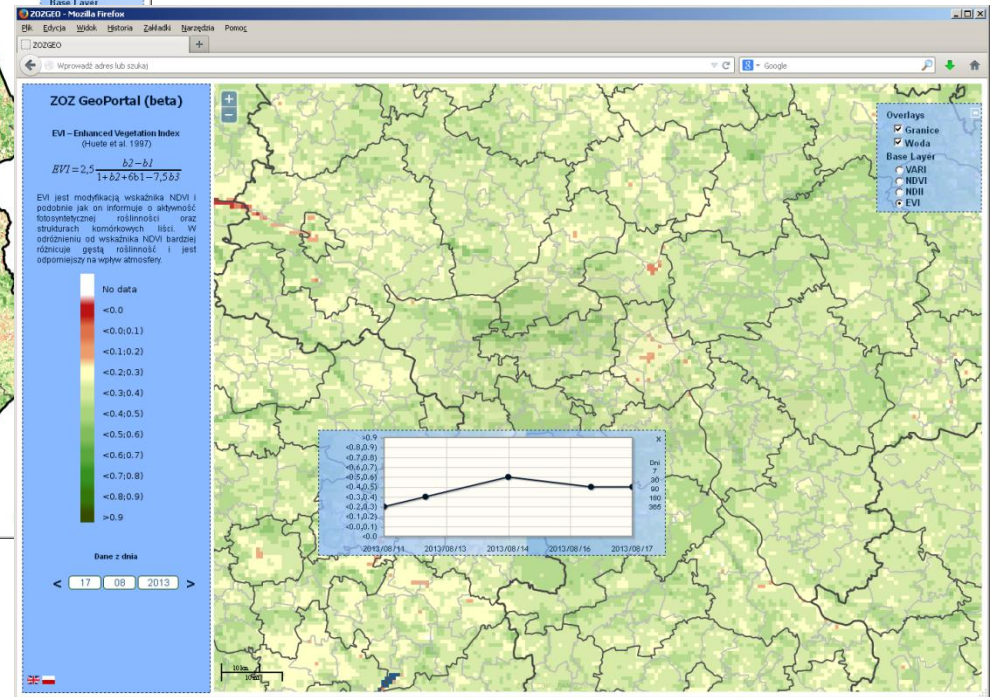 Base Layer
ZOZGEO - Mozilla Firefox
Plik Edycja Widok Historia Zakładki Narzędzia Pomoc
ZOZGEO
+
Wprowadź adres lub szukaj
Google
ZOZ GeoPortal (beta)
EVI – Enhanced Vegetation Index
(Huete et al. 1997)
EVI=2,5 b2−b1
1+b2+6b1−7,5b3
EVI jest modyfikacją wskaźnika NDVI i
podobnie jak on informuje o aktywność
fotosyntetycznej roślinności oraz
strukturach komórkowych liści. W
odróżnieniu od wskaźnika NDVI bardziej
różnicuje gęstą roślinność i jest
odporniejszy na wpływ atmosfery.
No data
<0.0
<0.0;0.1)
<0.1;0.2)
<0.2;0.3)
<0.3;0.4)
<0.4;0.5)
<0.5;0.6)
<0.6;0.7)
<0.7;0.8)
<0.8;0.9)
>0.9
Dane z dnia
< 17 08 2013 >
+
−
Overlays
Granice
Woda
Base Layer
VARI
NDVI
NDII
EVI
>0.9
<0.8,0.9)
<0.7,0.8)
<0.6,0.7)
<0.5,0.6)
<0.4,0.5)
<0.3,0.4)
<0.2,0.3)
<0.1,0.2)
<0.0,0.1)
<0.0
2013/08/11 2013/08/13 2013/08/14 2013/08/16 2013/08/17
x
Dni
7
30
90
180
365
10 km